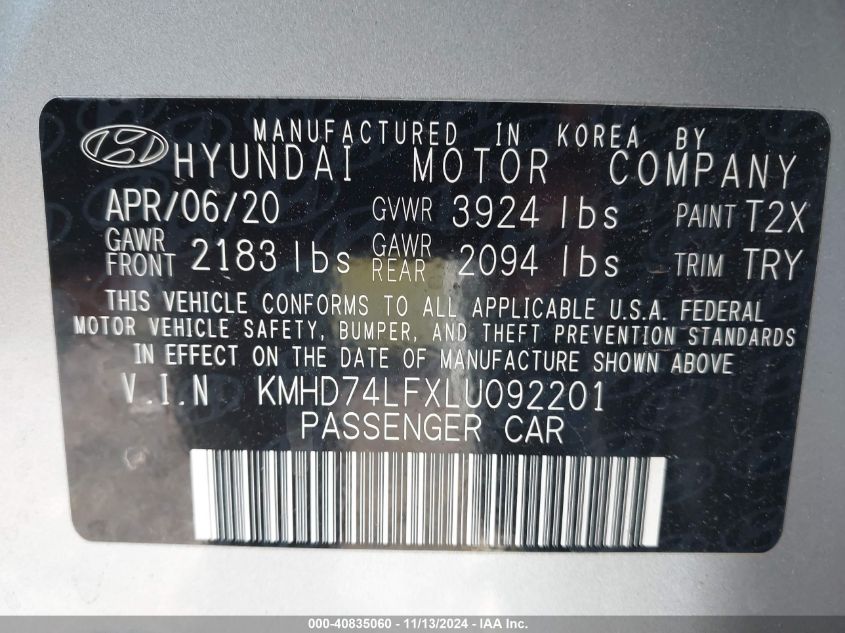 MANUFACTURED IN KOREA BY
HYUNDAI MOTOR COMPANY
APR/06/20 GVWR 3924 lbs PAINT T2X
GAWR FRONT 2183 lbs GAWR REAR 2094 lbs TRIM TRY
THIS VEHICLE CONFORMS TO ALL APPLICABLE U.S.A. FEDERAL
MOTOR VEHICLE SAFETY, BUMPER, AND THEFT PREVENTION STANDARDS
IN EFFECT ON THE DATE OF MANUFACTURE SHOWN ABOVE
V.I.N KMHD74LFXLU092201
PASSENGER CAR
000-40835060 - 11/13/2024 - IAA Inc.